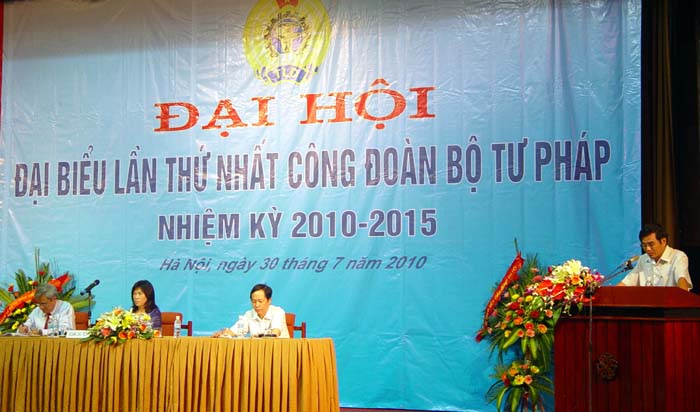 ĐẠI HỘI
ĐẠI BIỂU LẦN THỨ NHẤT CÔNG ĐOÀN BỘ TƯ PHÁP
NHIỆM KỲ 2010-2015
Hà Nội, ngày 30 tháng 7 năm 2010